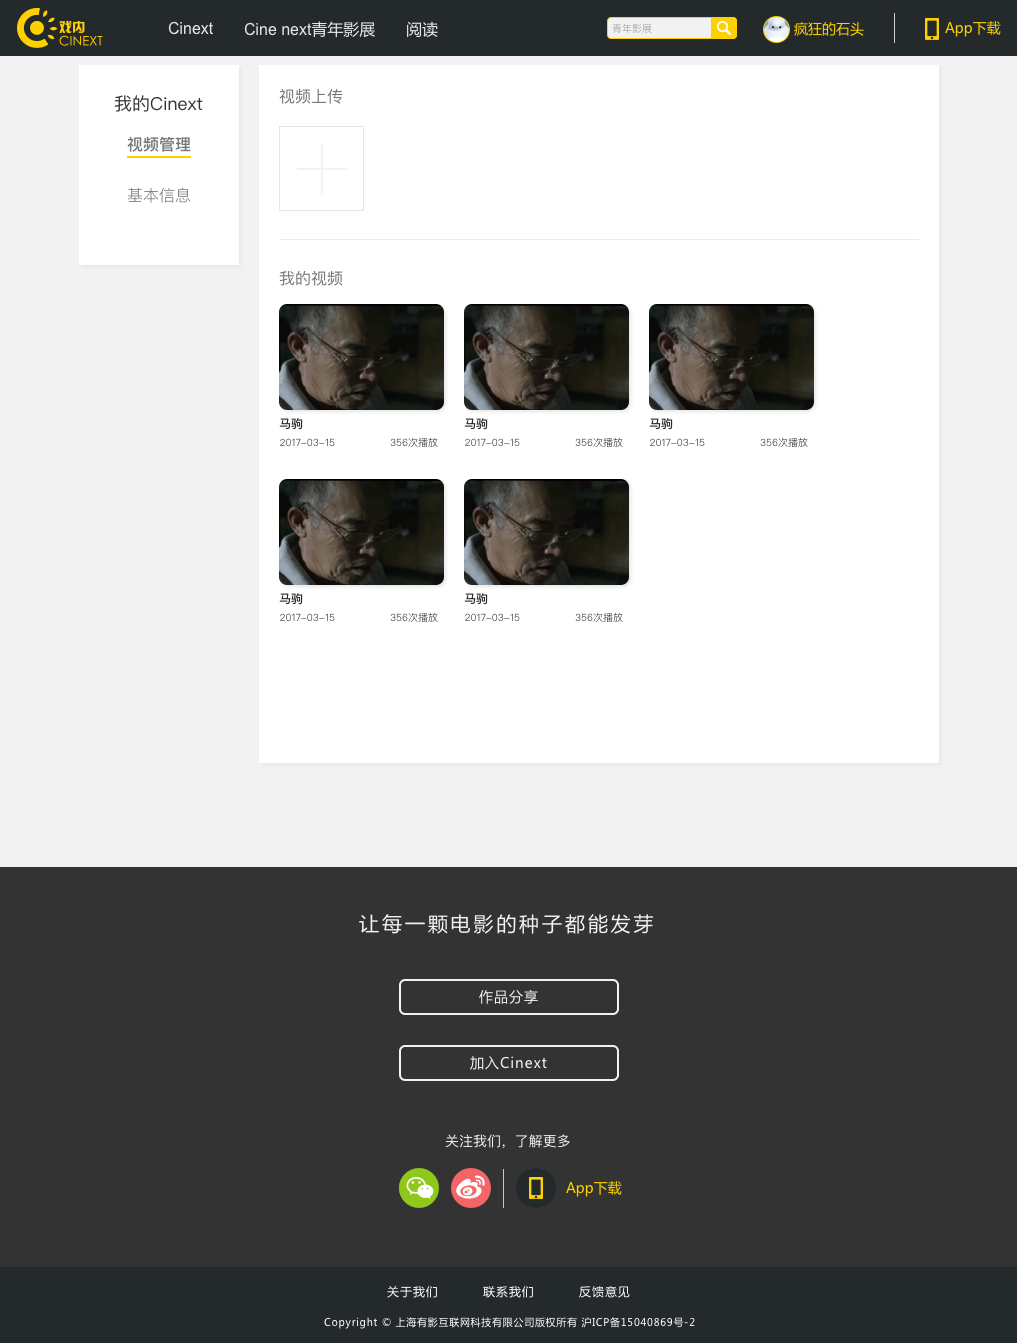 戏内
CINEXT
Cinext
Cine next青年影展
阅读
青年影展
疯狂的石头
App下载
我的Cinext
视频管理
基本信息
视频上传
我的视频
马驹
2017-03-15 356次播放
马驹
2017-03-15 356次播放
马驹
2017-03-15 356次播放
马驹
2017-03-15 356次播放
马驹
2017-03-15 356次播放
让每一颗电影的种子都能发芽
作品分享
加入Cinext
关注我们，了解更多
App下载
关于我们 联系我们 反馈意见
Copyright © 上海有影互联网科技有限公司版权所有 沪ICP备15040869号-2